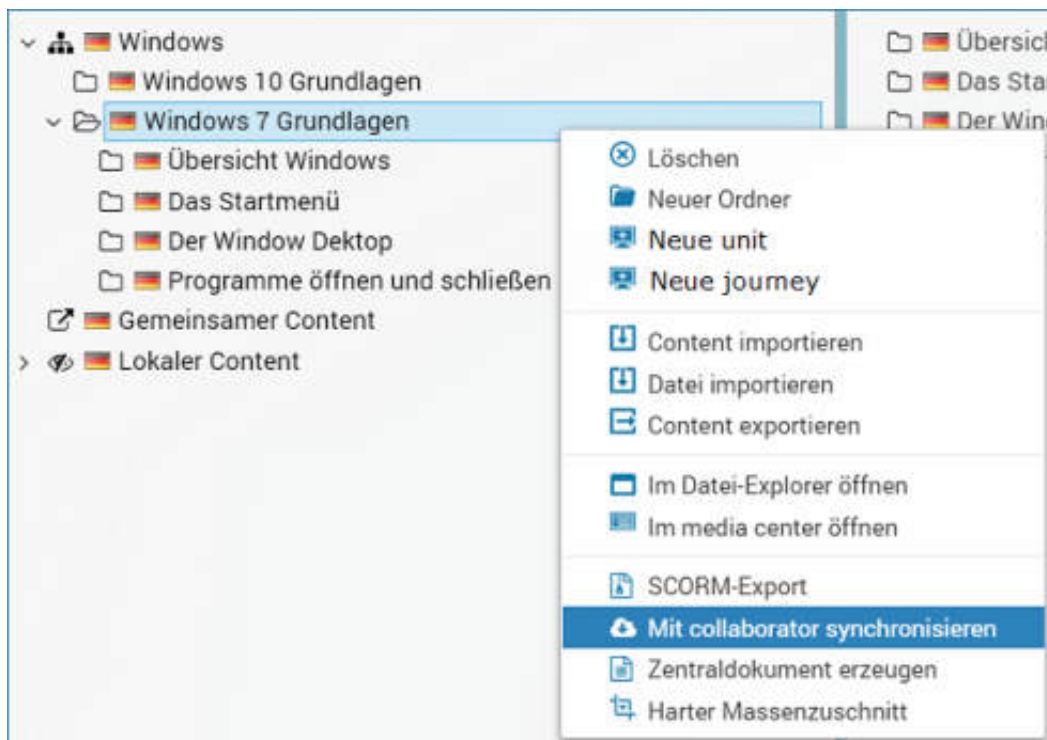 Windows
Windows 10 Grundlagen
Windows 7 Grundlagen
Übersicht Windows
Das Startmenü
Der Window Dektop
Programme öffnen und schließen
Gemeinsamer Content
Lokaler Content
Das
Der
Löschen
Neuer Ordner
Neue unit
Neue journey
Content importieren
Datei importieren
Content exportieren
Im Datei-Explorer öffnen
Im media center öffnen
SCORM-Export
Mit collaborator synchronisieren
Zentraldokument erzeugen
Harter Massenzuschnitt